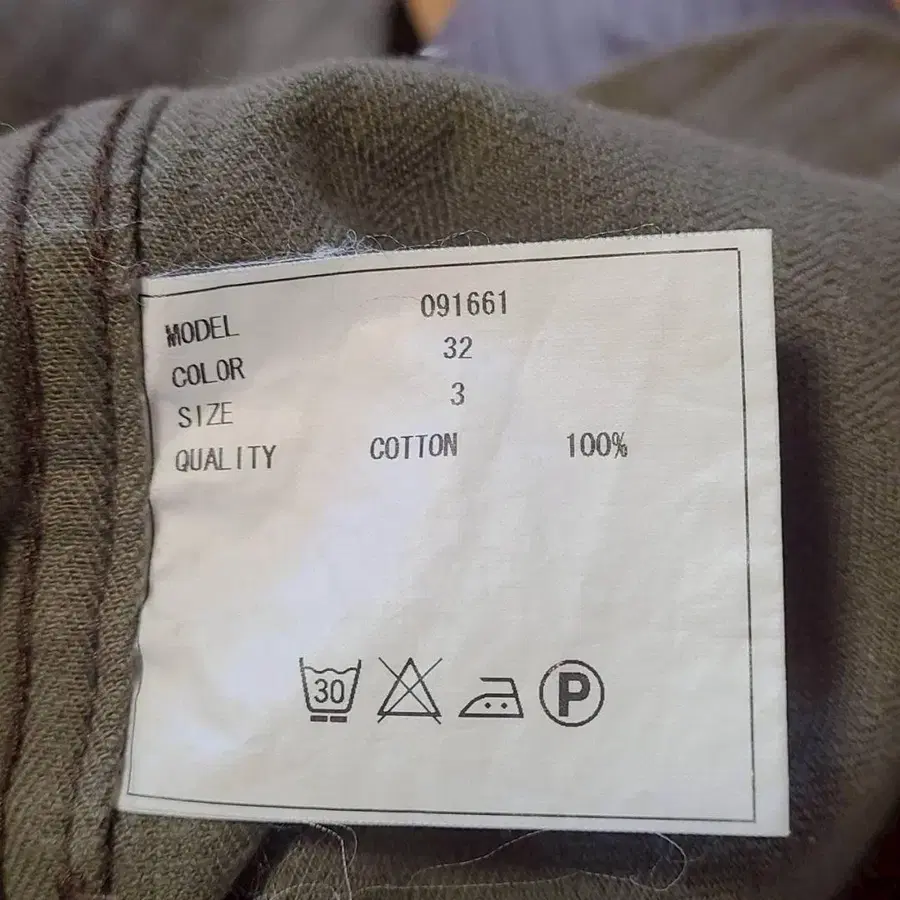 MODEL 091661
COLOR 32
SIZE 3
QUALITY COTTON 100%
30 P